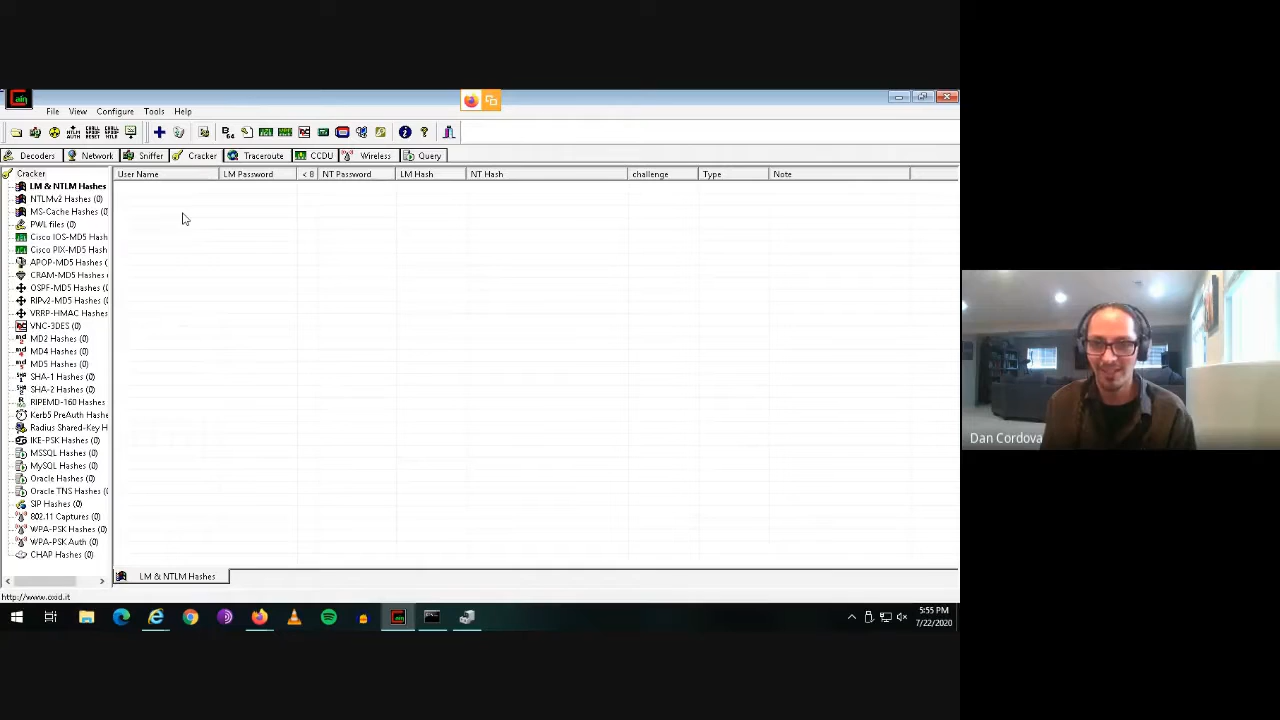 Cain
File View Configure Tools Help
Decoders Network Sniffer Cracker Traceroute CCDU Wireless Query
Cracker
User Name LM Password < 8 NT Password LM Hash NT Hash challenge Type Note
LM & NTLM Hashes
NTLMv2 Hashes (0)
MS-Cache Hashes (0
PWL files (0)
Cisco IOS-MD5 Hash
Cisco PIX-MD5 Hash
APOP-MD5 Hashes (
CRAM-MD5 Hashes (
OSPF-MD5 Hashes (
RIPv2-MD5 Hashes (
VRRP-HMAC Hashes
VNC-3DES (0)
MD2 Hashes (0)
MD4 Hashes (0)
MD5 Hashes (0)
SHA-1 Hashes (0)
SHA-2 Hashes (0)
RIPEMD-160 Hashes
Kerb5 PreAuth Hashe
Radius Shared-Key H
IKE-PSK Hashes (0)
MSSQL Hashes (0)
MySQL Hashes (0)
Oracle Hashes (0)
Oracle TNS Hashes (
SIP Hashes (0)
802.11 Captures (0)
WPA-PSK Hashes (0)
WPA-PSK Auth (0)
CHAP Hashes (0)
LM & NTLM Hashes
http://www.oxid.it
5:55 PM
7/22/2020
Dan Cordova